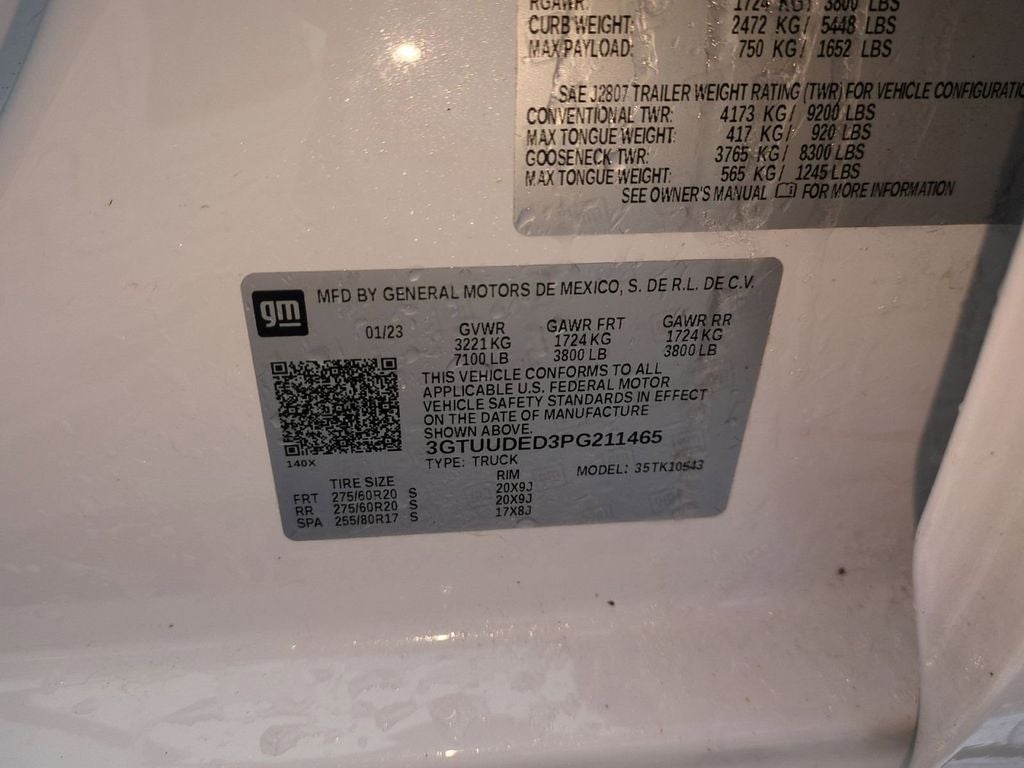 RGAWR: 1724 KG/ 3800 LBS
CURB WEIGHT: 2472 KG/ 5448 LBS
MAX PAYLOAD: 750 KG/ 1652 LBS
SAE J2807 TRAILER WEIGHT RATING (TWR) FOR VEHICLE CONFIGURATIO
CONVENTIONAL TWR: 4173 KG/ 9200 LBS
MAX TONGUE WEIGHT: 417 KG/ 920 LBS
GOOSENECK TWR: 3765 KG/ 8300 LBS
MAX TONGUE WEIGHT: 565 KG/ 1245 LBS
SEE OWNER'S MANUAL FOR MORE INFORMATION
gm MFD BY GENERAL MOTORS DE MEXICO, S. DE R.L. DE C.V.
01/23 GVWR GAWR FRT GAWR RR
3221 KG 1724 KG 1724 KG
7100 LB 3800 LB 3800 LB
THIS VEHICLE CONFORMS TO ALL
APPLICABLE U.S. FEDERAL MOTOR
VEHICLE SAFETY STANDARDS IN EFFECT
ON THE DATE OF MANUFACTURE
SHOWN ABOVE.
3GTUUDED3PG211465
140X
TYPE: TRUCK MODEL: 35TK10543
TIRE SIZE RIM
FRT 275/60R20 S 20X9J
RR 275/60R20 S 20X9J
SPA 255/80R17 S 17X8J